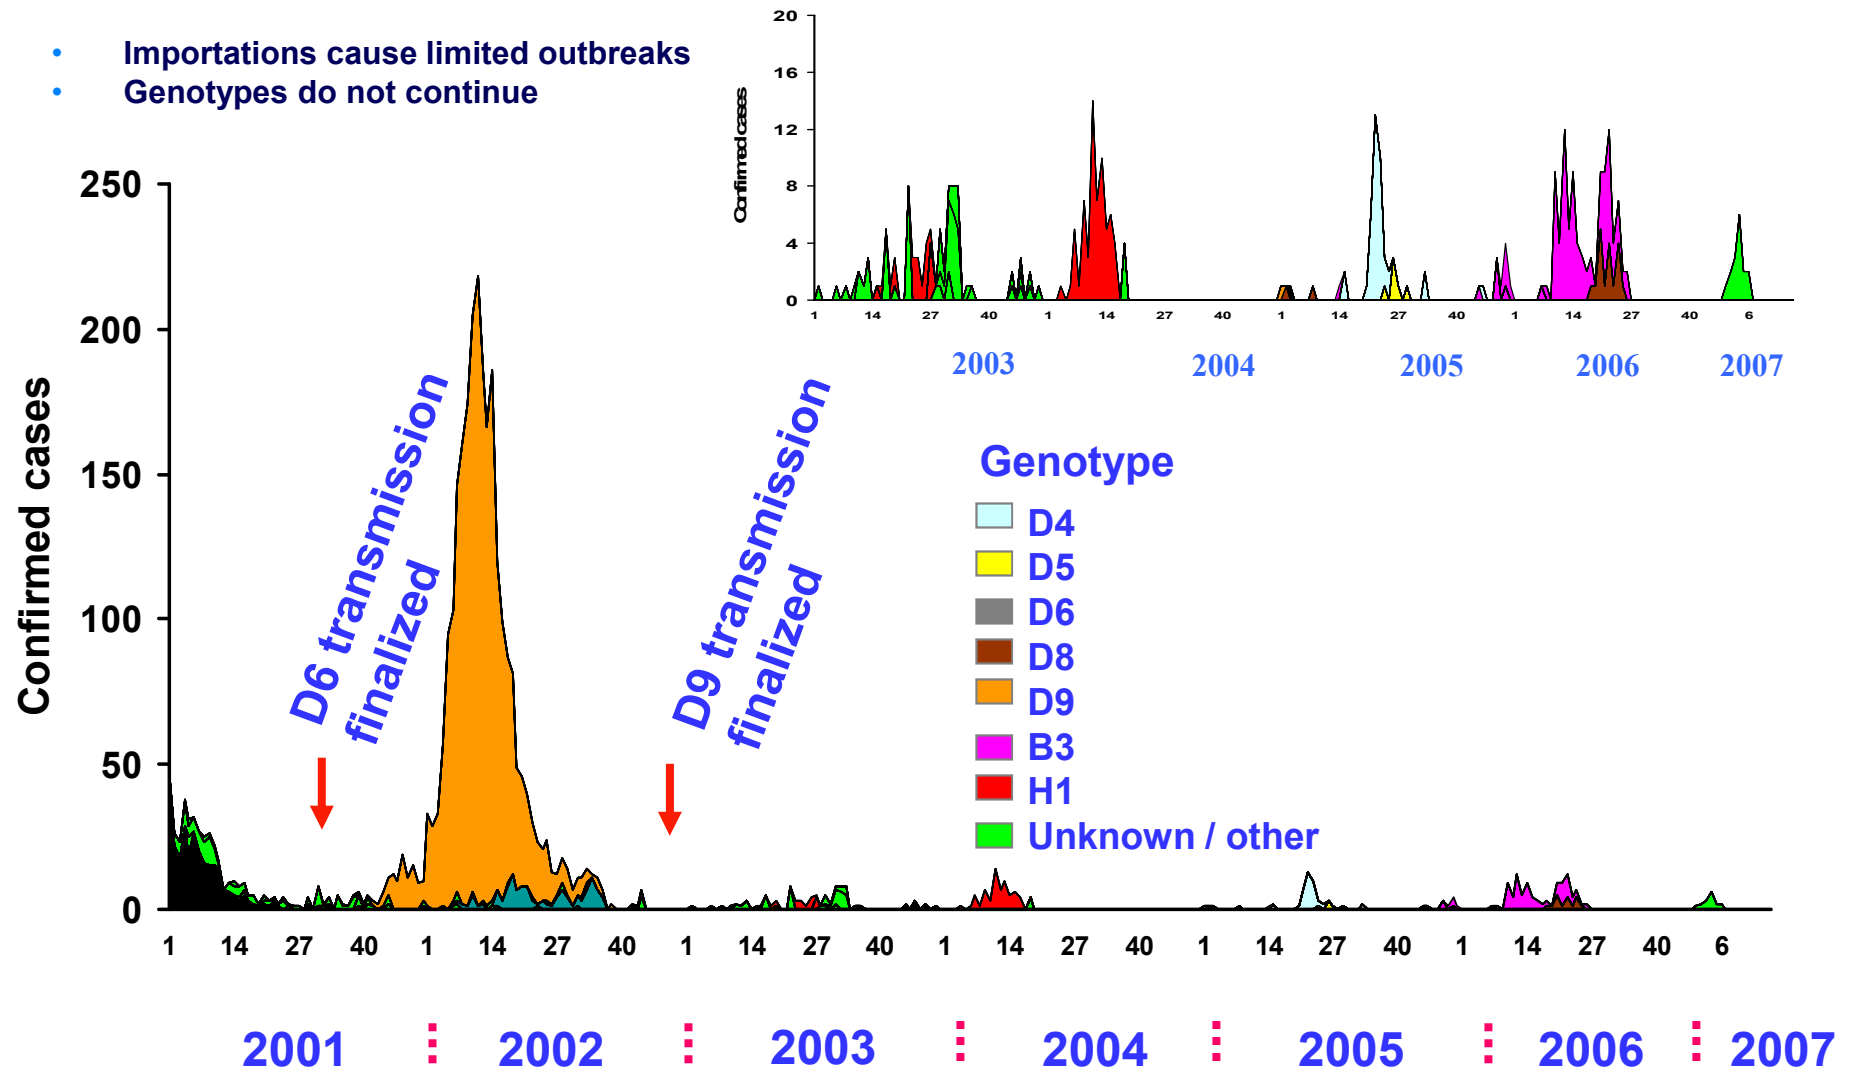 • Importations cause limited outbreaks
• Genotypes do not continue
Confirmed cases
20
16
12
8
4
0
1 14 27 40 1 14 27 40 1 14 27 40 1 14 27 40 6
2003 2004 2005 2006 2007
Confirmed cases
250
200
150
100
50
0
D6 transmission
finalized
D9 transmission
finalized
Genotype
D4
D5
D6
D8
D9
B3
H1
Unknown / other
1 14 27 40 1 14 27 40 1 14 27 40 1 14 27 40 1 14 27 40 1 14 27 40 6
2001 2002 2003 2004 2005 2006 2007